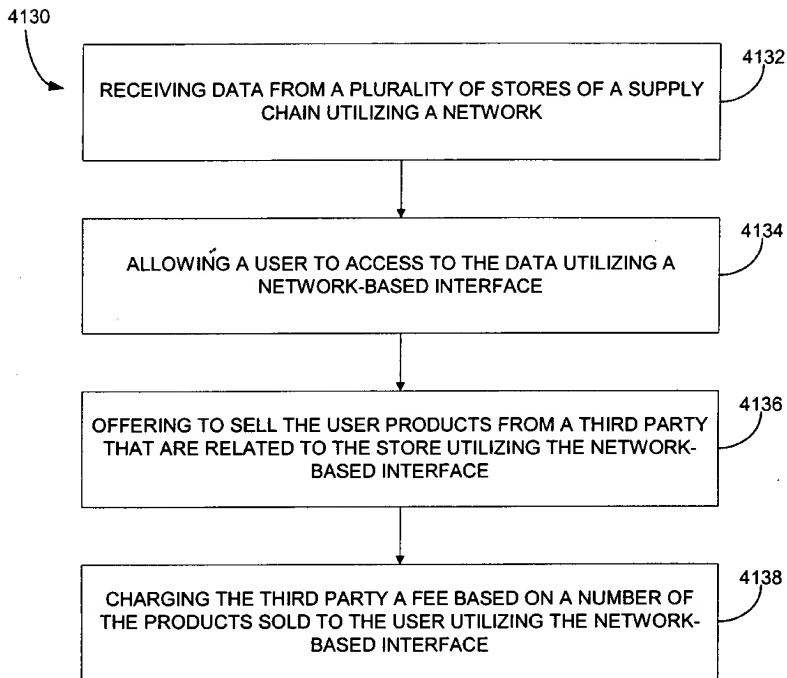 4130
4132
RECEIVING DATA FROM A PLURALITY OF STORES OF A SUPPLY
CHAIN UTILIZING A NETWORK
4134
ALLOWING A USER TO ACCESS TO THE DATA UTILIZING A
NETWORK-BASED INTERFACE
4136
OFFERING TO SELL THE USER PRODUCTS FROM A THIRD PARTY
THAT ARE RELATED TO THE STORE UTILIZING THE NETWORK-
BASED INTERFACE
4138
CHARGING THE THIRD PARTY A FEE BASED ON A NUMBER OF
THE PRODUCTS SOLD TO THE USER UTILIZING THE NETWORK-
BASED INTERFACE